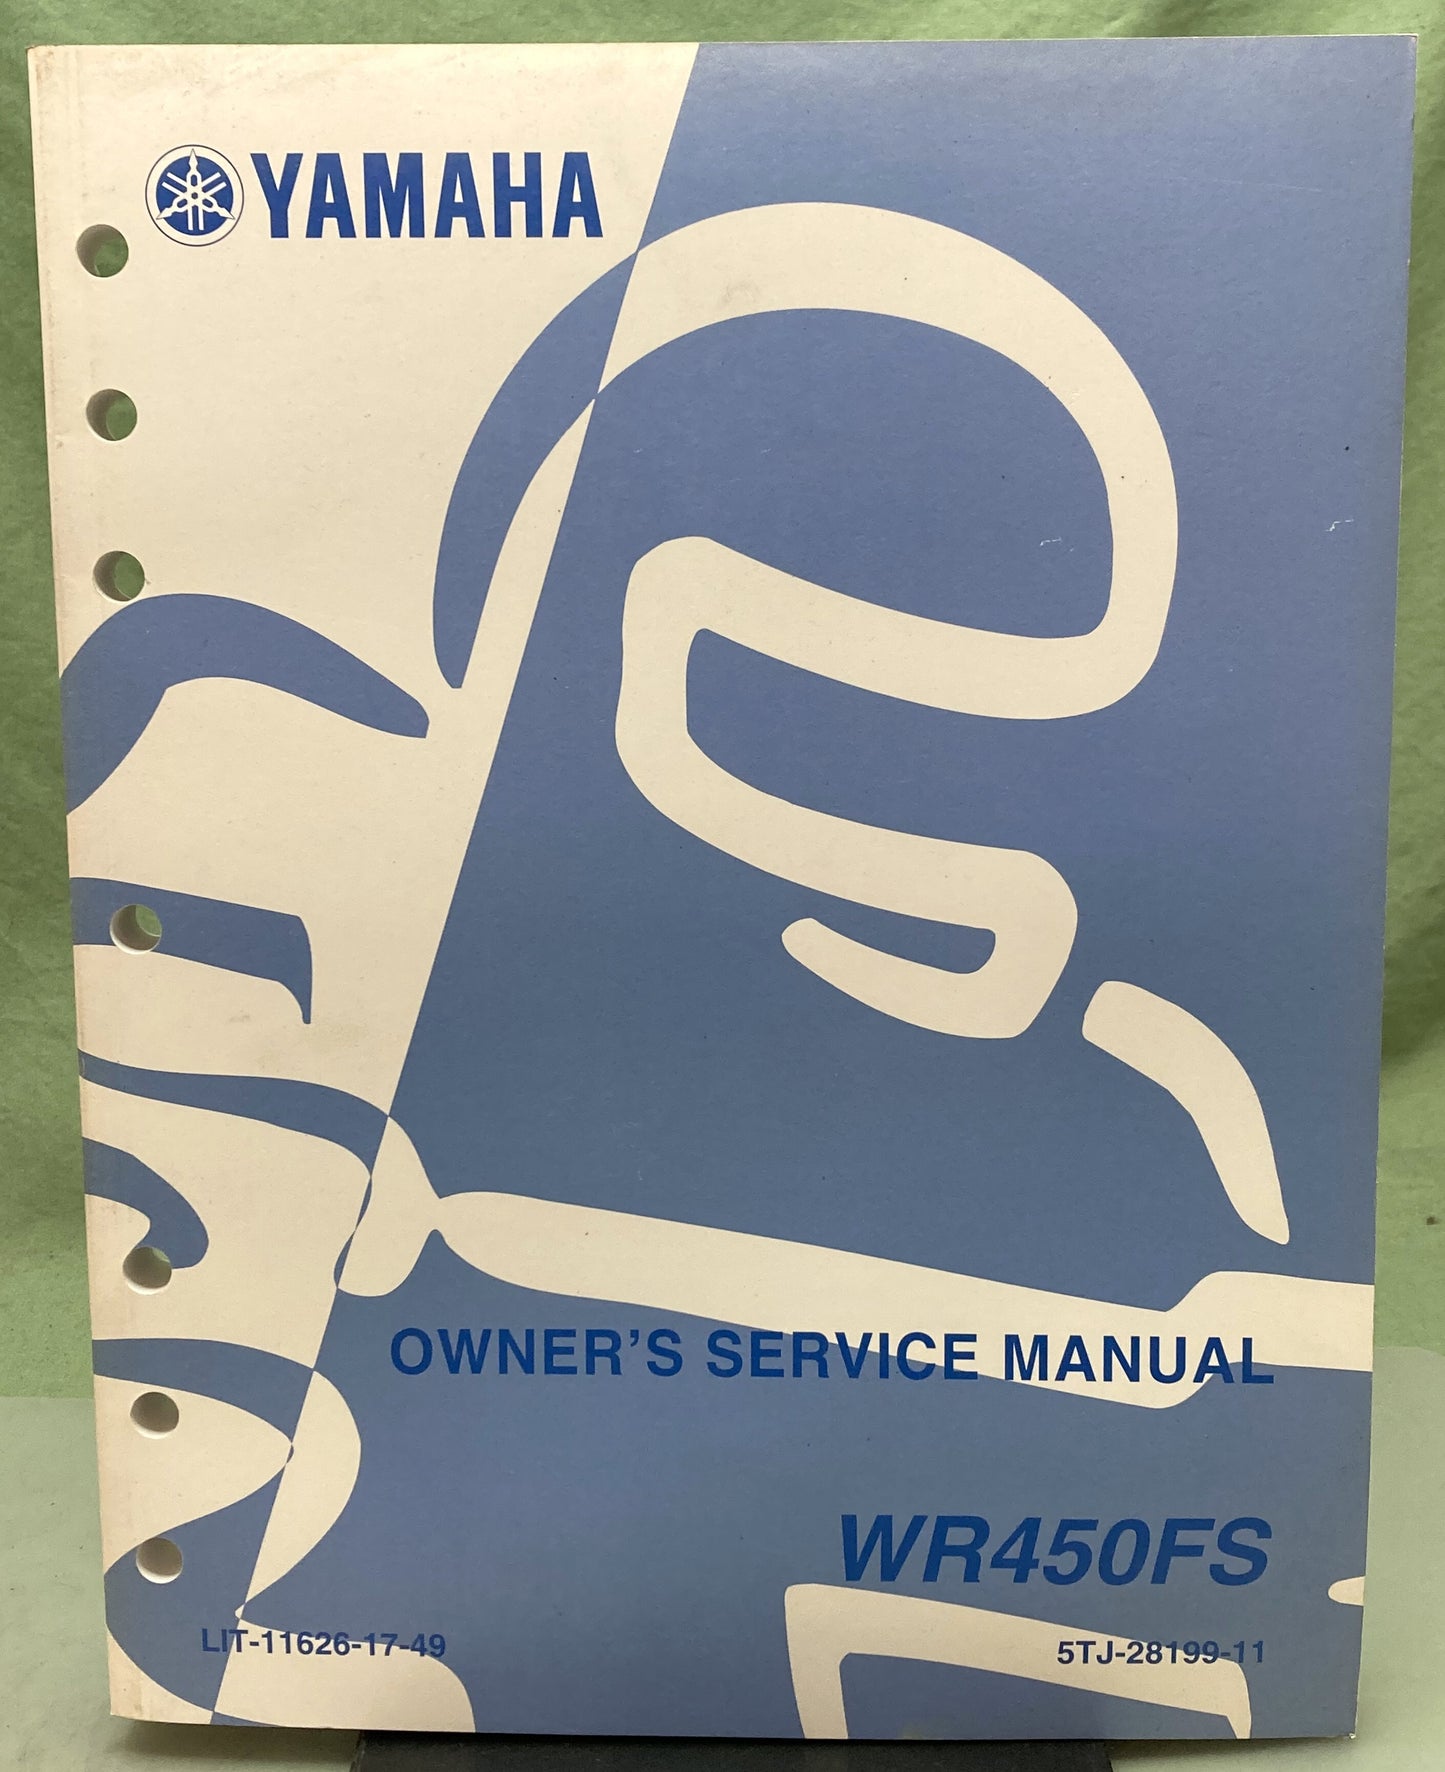 YAMAHA
OWNER'S SERVICE MANUAL
WR450FS
LIT-11626-17-49
5TJ-28199-11